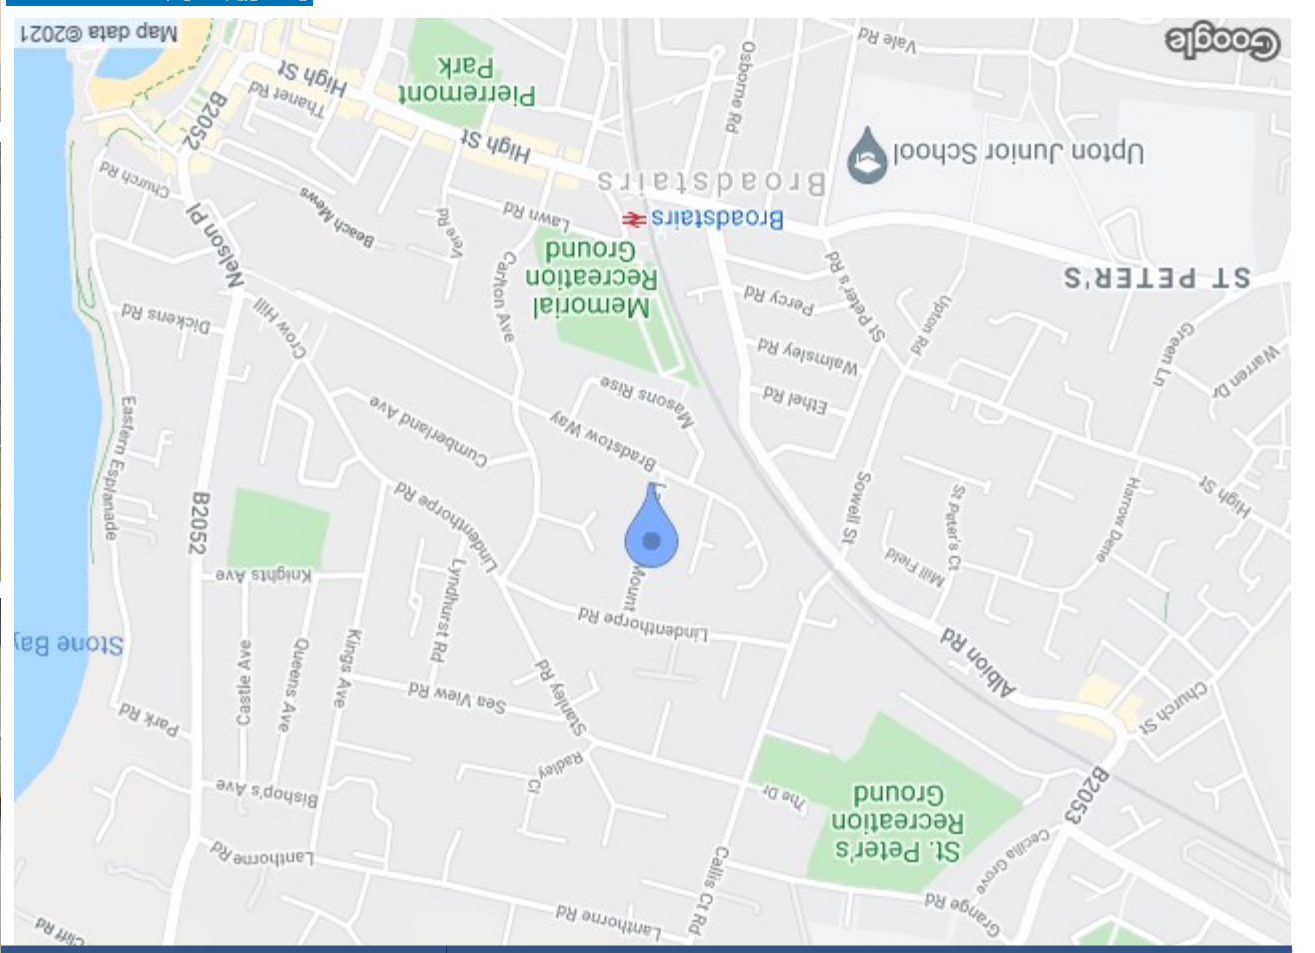 Cliff Rd
Lanthorne Rd
Callis Ct Rd
Grange Rd
Cecilia Grove
St. Peter's
Recreation
Ground
Lanthorne Rd
B2053
The Dr
Bishop's Ave
Radley Cl
Church St
Park Rd
Stanley Rd
Sea View Rd
Albion Rd
Castle Ave
Queens Ave
Kings Ave
Stone Bay
Lindenthorpe Rd
Lyndhurst Rd
Mount
Knights Ave
Mill Field
St Peter's Ct
Harrow Dene
High St
Sowell St
Lindenthorpe Rd
B2052
Eastern Esplanade
Bradstow Way
Cumberland Ave
Masons Rise
Ethel Rd
Walmsley Rd
Percy Rd
Green Ln
Warren Dr
Upton Rd
St Peter's Rd
Memorial
Recreation
Ground
Carlton Ave
Crow Hill
Dickens Rd
ST PETER'S
Nelson Pl
Broadstairs
Lawn Rd
Vere Rd
Beach Mews
Broadstairs
Church Rd
Upton Junior School
High St
B2052
Thanet Rd
Osborne Rd
Pierremont
Park
High St
Vale Rd
Google
Map data ©2021